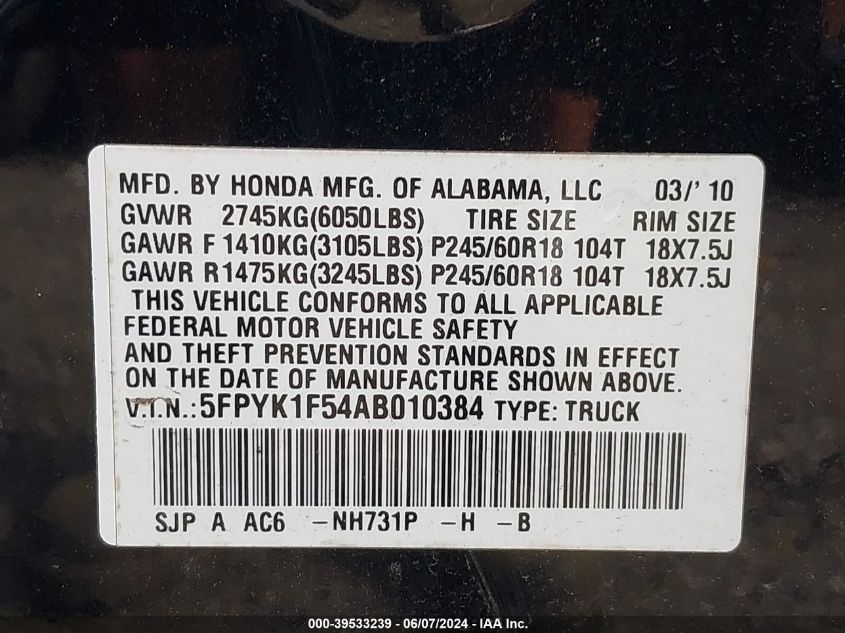 MFD. BY HONDA MFG. OF ALABAMA, LLC 03/' 10
GVWR 2745KG(6050LBS) TIRE SIZE RIM SIZE
GAWR F 1410KG(3105LBS) P245/60R18 104T 18X7.5J
GAWR R1475KG(3245LBS) P245/60R18 104T 18X7.5J
THIS VEHICLE CONFORMS TO ALL APPLICABLE
FEDERAL MOTOR VEHICLE SAFETY
AND THEFT PREVENTION STANDARDS IN EFFECT
ON THE DATE OF MANUFACTURE SHOWN ABOVE.
V.I.N.:5FPYK1F54AB010384 TYPE: TRUCK
SJP A AC6 -NH731P -H -B
000-39533239 - 06/07/2024 - IAA Inc.